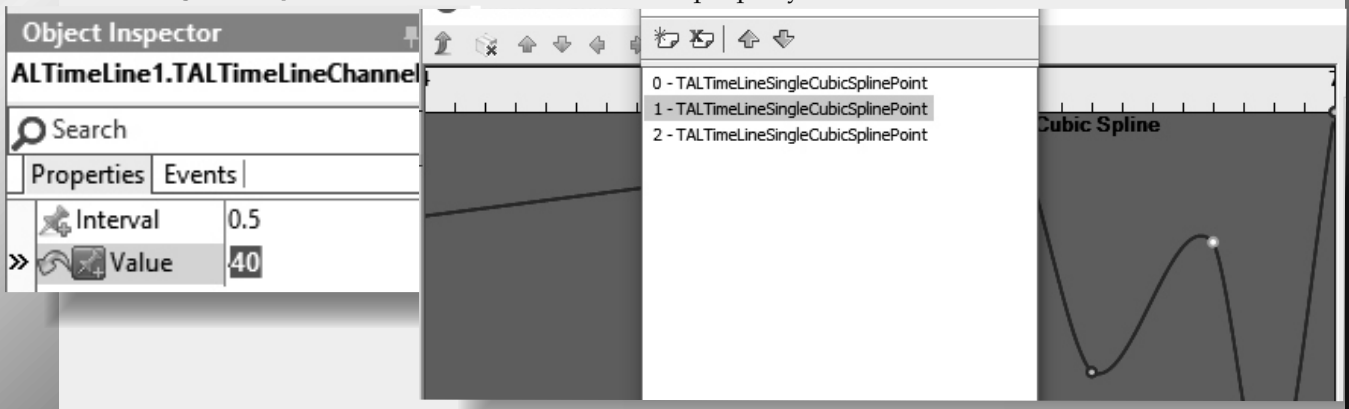 Object Inspector
ALTimeLine1.TALTimeLineChannel
Search
Properties Events
Interval 0.5
Value 40
0 - TALTimeLineSingleCubicSplinePoint
1 - TALTimeLineSingleCubicSplinePoint
2 - TALTimeLineSingleCubicSplinePoint
7
Cubic Spline